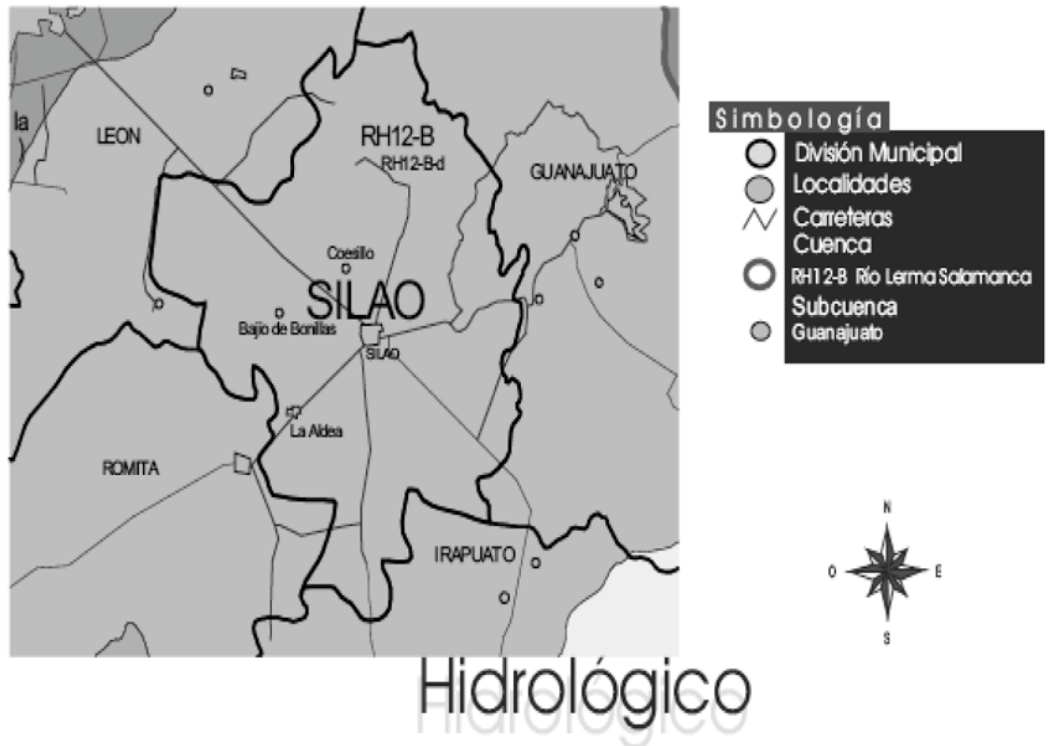 la
LEON
RH12-B
RH12-B-d
GUANAJUATO
Coesillo
SILAO
Bajio de Bonillas
SILAO
La Aldea
ROMITA
IRAPUATO
Simbología
División Municipal
Localidades
Carreteras
Cuenca
RH12-B Río Lerma Salamanca
Subcuenca
Guanajuato
N
O E
S
Hidrológico